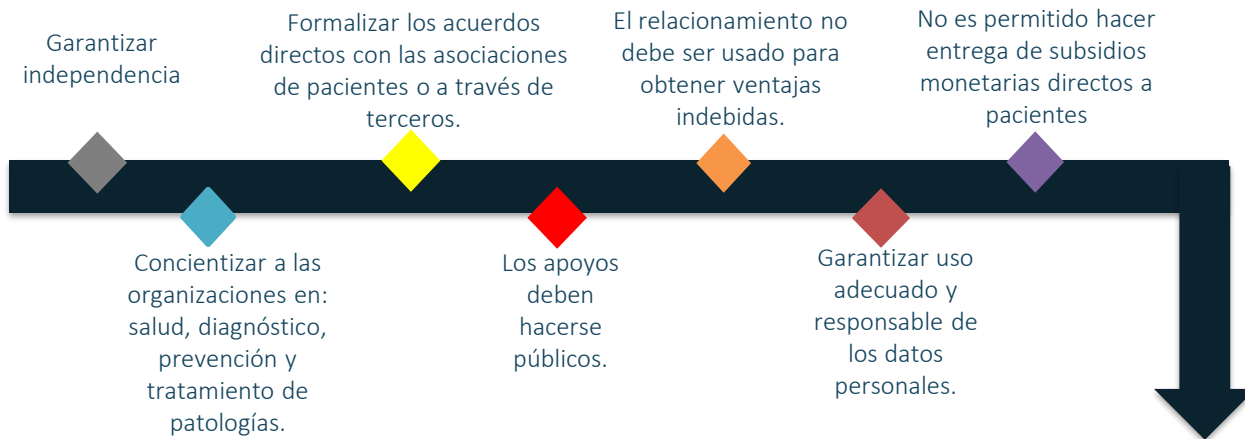 Garantizar
independencia
Concientizar a las
organizaciones en:
salud, diagnóstico,
prevención y
tratamiento de
patologías.
Formalizar los acuerdos
directos con las asociaciones
de pacientes o a través de
terceros.
Los apoyos
deben
hacerse
públicos.
El relacionamiento no
debe ser usado para
obtener ventajas
indebidas.
Garantizar uso
adecuado y
responsable de
los datos
personales.
No es permitido hacer
entrega de subsidios
monetarias directos a
pacientes